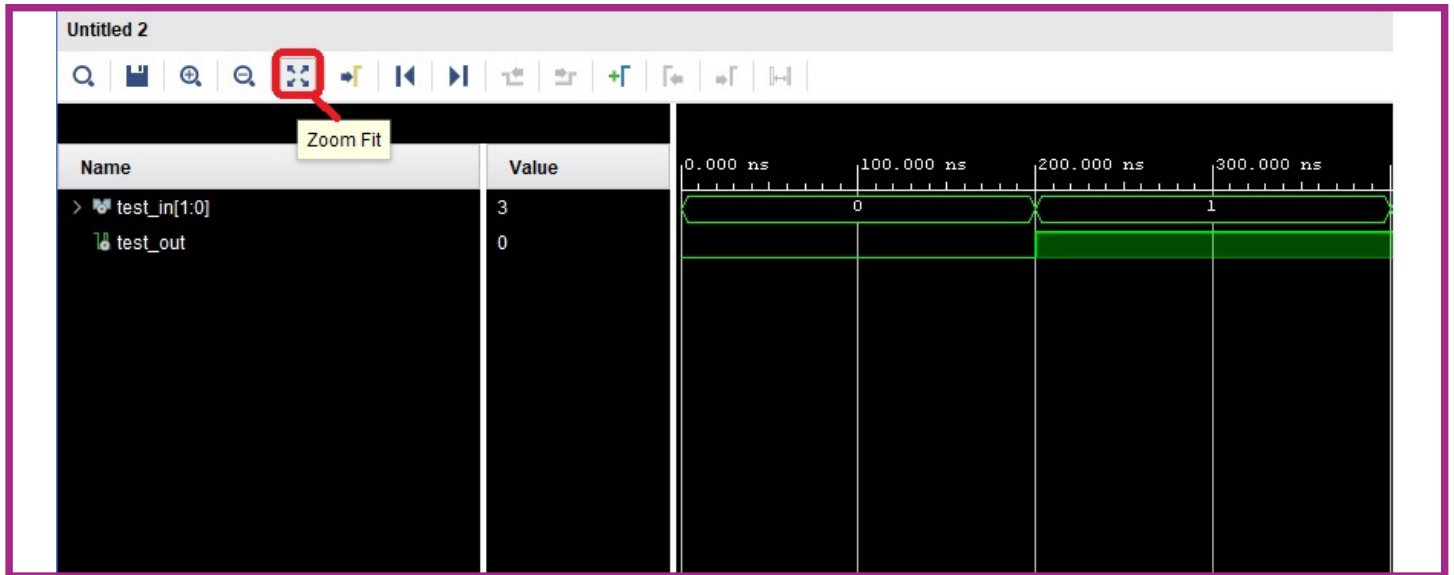 Untitled 2
Zoom Fit
Name Value 0.000 ns 100.000 ns 200.000 ns 300.000 ns
test_in[1:0] 3 0 1
test_out 0